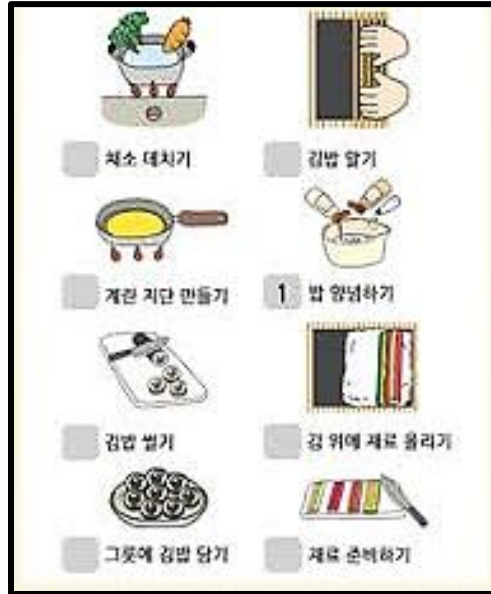 채소 데치기
김밥 말기
계란 지단 만들기
1 밥 양념하기
김밥 썰기
김 위에 재료 올리기
그릇에 김밥 담기
재료 준비하기